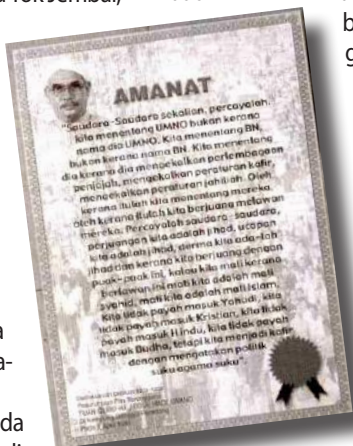 AMANAT
"Saudara-Saudara sekalian, percayalah,
kita menentang UMNO bukan kerana
nama dia UMNO. Kita menentang BN,
bukan kerana nama BN. Kita menentang
dia kerana dia mengekalkan perlembagaan
penjajah, mengekalkan peraturan kafir,
mengekalkan peraturan jahiliah. Oleh
kerana itulah kita menentang mereka.
Oleh kerana itulah kita berjuang melawan
mereka. Percayalah saudara-saudara,
perjuangan kita adalah jihad, ucapan
kita adalah jihad, derma kita ada-lah
jihad dan kerana kita berjuang dengan
puak-puak ini, kalau kita mati kerana
berlawan ini mati kita adalah mati
syahid, mati kita adalah mati Islam.
Kita tidak payah masuk Yahudi, kita
tidak payah masuk Kristian, kita tidak
payah masuk Hindu, kita tidak payah
masuk Budha, tetapi kita menjadi kafir
dengan mengatakan politik
suku agama suku".
b
g
a
a-
da